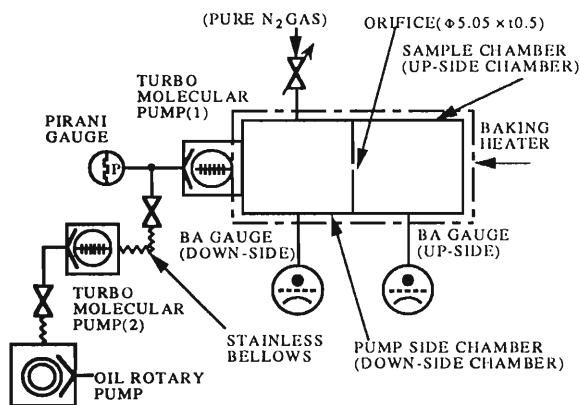 (PURE N2GAS)
ORIFICE(Φ5.05 × t0.5)
SAMPLE CHAMBER
(UP-SIDE CHAMBER)
TURBO
MOLECULAR
PUMP(1)
PIRANI
GAUGE
P
BAKING
HEATER
BA GAUGE
(DOWN-SIDE)
BA GAUGE
(UP-SIDE)
TURBO
MOLECULAR
PUMP(2)
STAINLESS
BELLOWS
PUMP SIDE CHAMBER
(DOWN-SIDE CHAMBER)
OIL ROTARY
PUMP